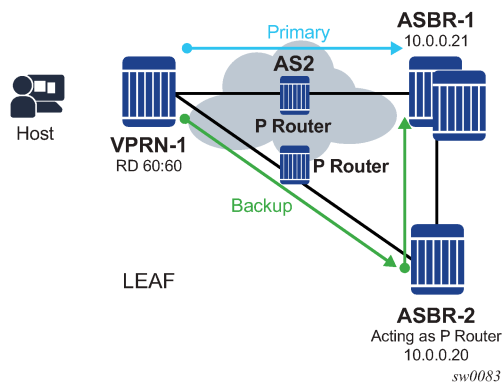 Primary
ASBR-1
10.0.0.21
AS2
P Router
Host
VPRN-1
RD 60:60
P Router
Backup
LEAF
ASBR-2
Acting as P Router
10.0.0.20
sw0083